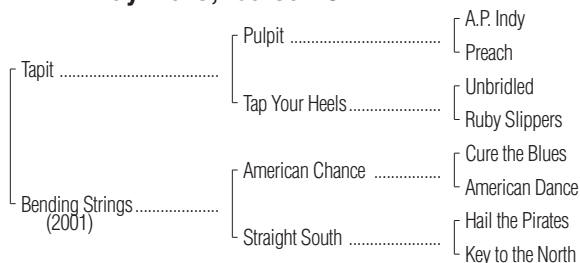 A.P. Indy
Pulpit ......................................
Preach
Tapit ........................................
Unbridled
Tap Your Heels.......................
Ruby Slippers
Cure the Blues
American Chance ................
American Dance
Bending Strings.....................
(2001)
Hail the Pirates
Straight South .......................
Key to the North